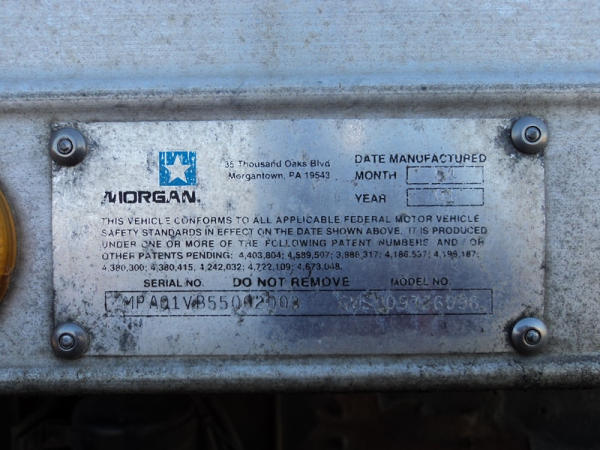 MORGAN.
35 Thousand Oaks Blvd
Morgantown, PA 19543
DATE MANUFACTURED
MONTH
YEAR
THIS VEHICLE CONFORMS TO ALL APPLICABLE FEDERAL MOTOR VEHICLE
SAFETY STANDARDS IN EFFECT ON THE DATE SHOWN ABOVE. IT IS PRODUCED
UNDER ONE OR MORE OF THE FOLLOWING PATENT NUMBERS AND / OR
OTHER PATENTS PENDING: 4,403,804; 4,589,507; 3,988,317; 4,186,557; 4,196,187;
4,380,300; 4,380,415, 4,242,032; 4,722,109; 4,673,048.
SERIAL NO. DO NOT REMOVE MODEL NO.